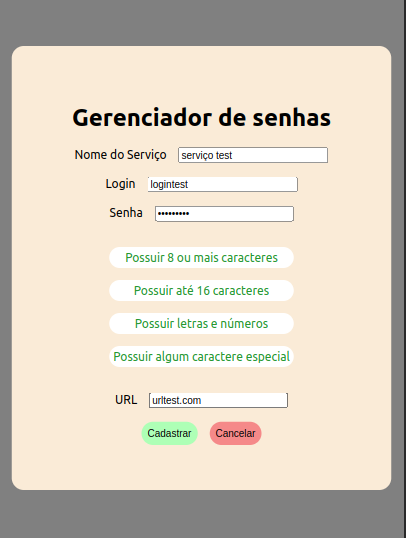 Gerenciador de senhas
Nome do Serviço serviço test
Login logintest
Senha •••••••••
Possuir 8 ou mais caracteres
Possuir até 16 caracteres
Possuir letras e números
Possuir algum caractere especial
URL urltest.com
Cadastrar Cancelar